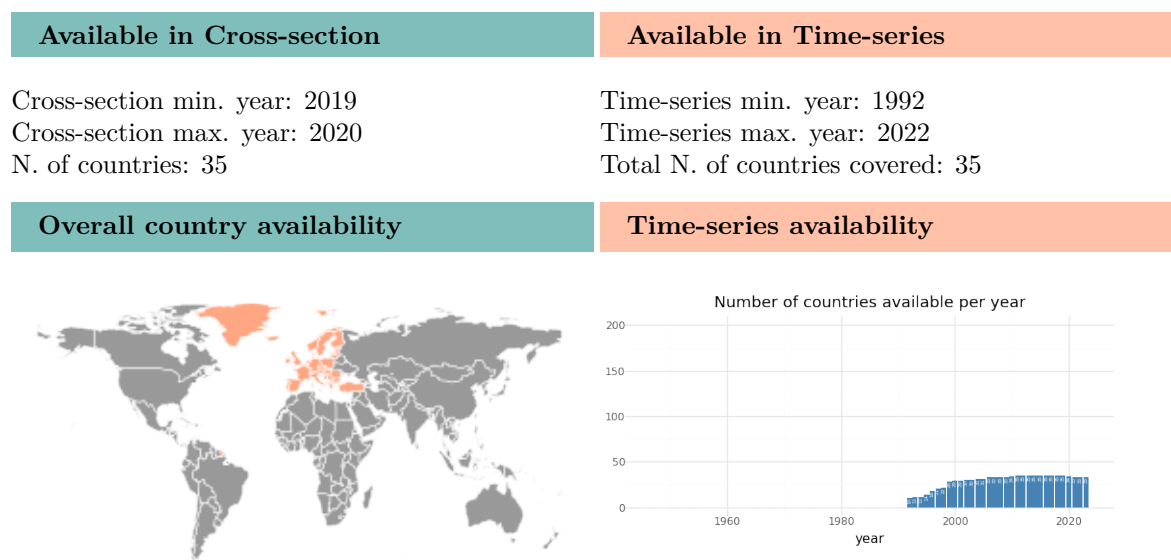 Available in Cross-section
Available in Time-series
Cross-section min. year: 2019
Cross-section max. year: 2020
N. of countries: 35
Time-series min. year: 1992
Time-series max. year: 2022
Total N. of countries covered: 35
Overall country availability
Time-series availability
Number of countries available per year
200
150
100
50
0
1960
1980
2000
2020
year